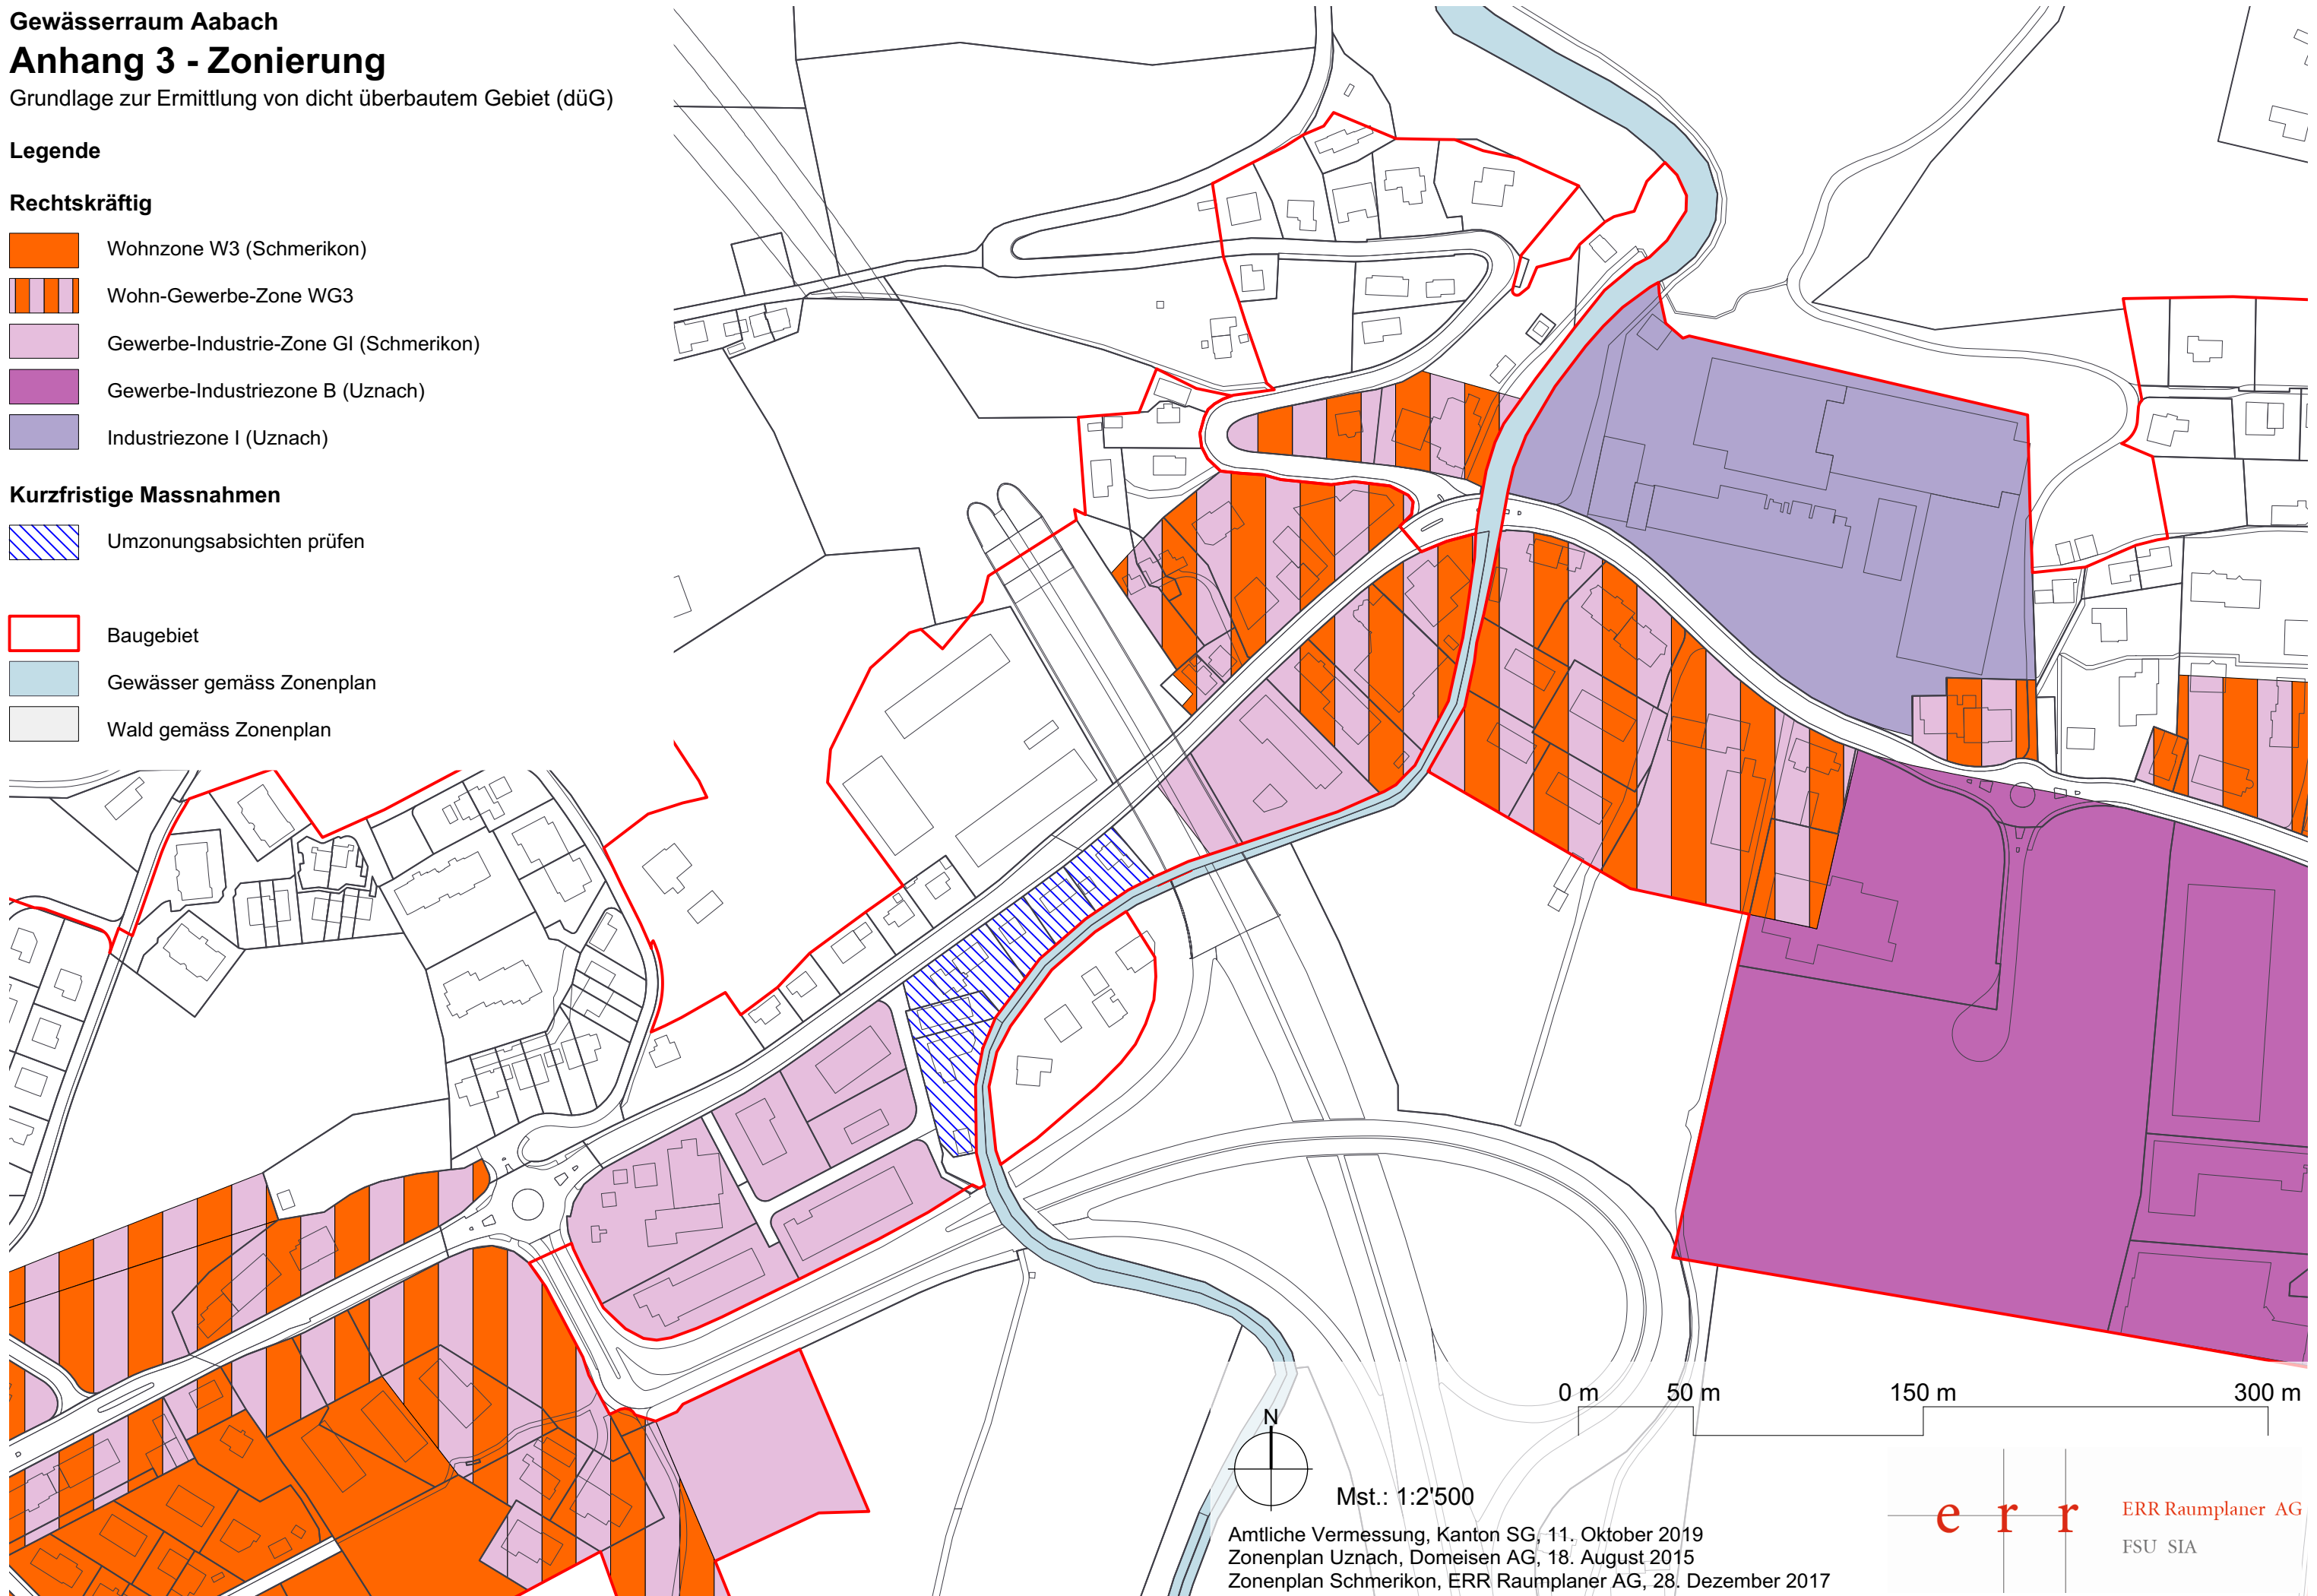 Gewässerraum Aabach
Anhang 3 - Zonierung
Grundlage zur Ermittlung von dicht überbautem Gebiet (düG)
Legende
Rechtskräftig
Wohnzone W3 (Schmerikon)
Wohn-Gewerbe-Zone WG3
Gewerbe-Industrie-Zone GI (Schmerikon)
Gewerbe-Industriezone B (Uznach)
Industriezone I (Uznach)
Kurzfristige Massnahmen
Umzonungsabsichten prüfen
Baugebiet
Gewässer gemäss Zonenplan
Wald gemäss Zonenplan
0 m 50 m 150 m 300 m
N
Mst.: 1:2'500
Amtliche Vermessung, Kanton SG, 11. Oktober 2019
Zonenplan Uznach, Domeisen AG, 18. August 2015
Zonenplan Schmerikon, ERR Raumplaner AG, 28. Dezember 2017
e r r
ERR Raumplaner AG
FSU SIA